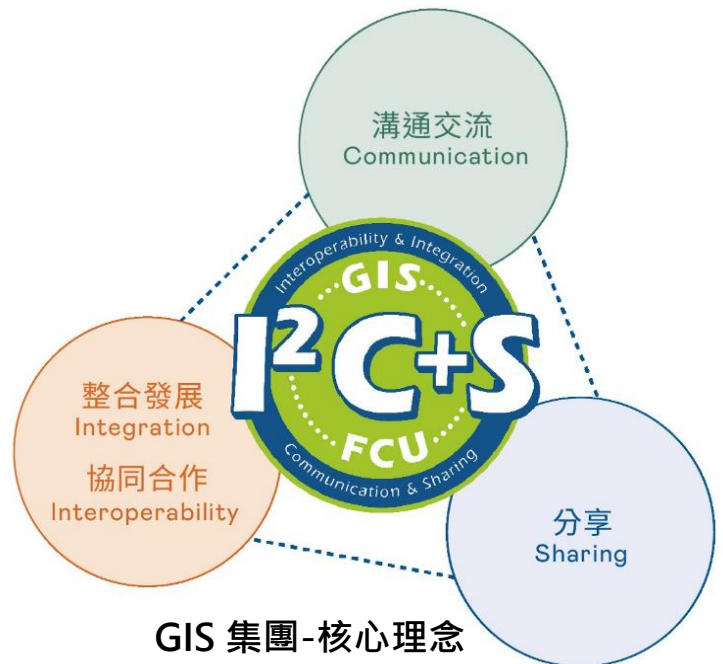 溝通交流
Communication
Interoperability & Integration
GIS
I²C+S
FCU
Communication & Sharing
整合發展
Integration
協同合作
Interoperability
分享
Sharing
GIS 集團-核心理念